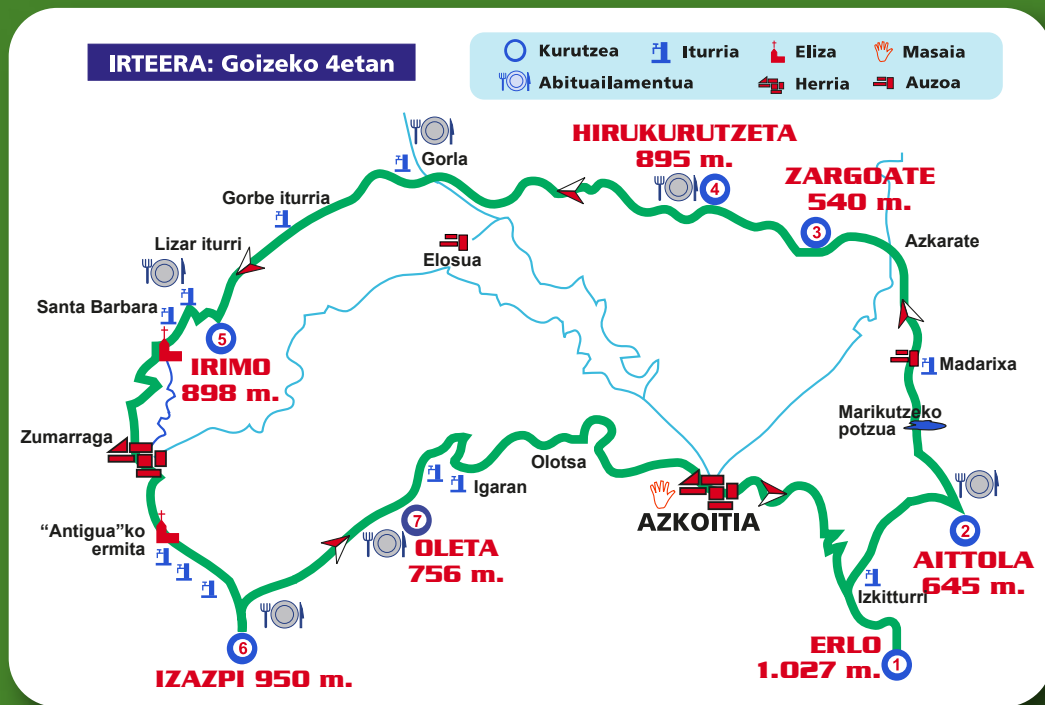 IRTEERA: Goizeko 4etan
Kurutzea
Iturria
Eliza
Masaia
Abituailamentua
Herria
Auzoa
HIRUKURUTZETA
895 m.
4
ZARGOATE
540 m.
3
Gorla
Gorbe iturria
Lizar iturri
Elosua
Azkarate
Santa Barbara
5
IRIMO
898 m.
Madarixa
Marikutzeko
potzua
Zumarraga
Olotsa
Igaran
AZKOITIA
7
OLETA
756 m.
2
AITTOLA
645 m.
“Antigua”ko
ermita
Izkitturri
6
IZAZPI 950 m.
ERLO
1.027 m.
1